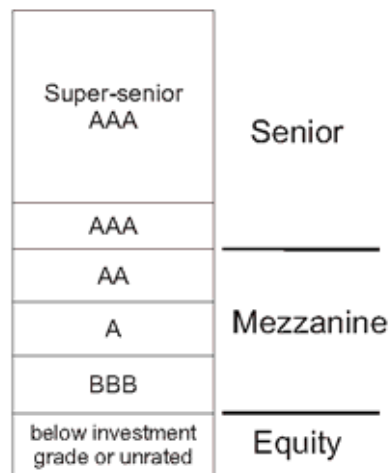 Super-senior
AAA
Senior
AAA
AA
A
Mezzanine
BBB
below investment
grade or unrated
Equity